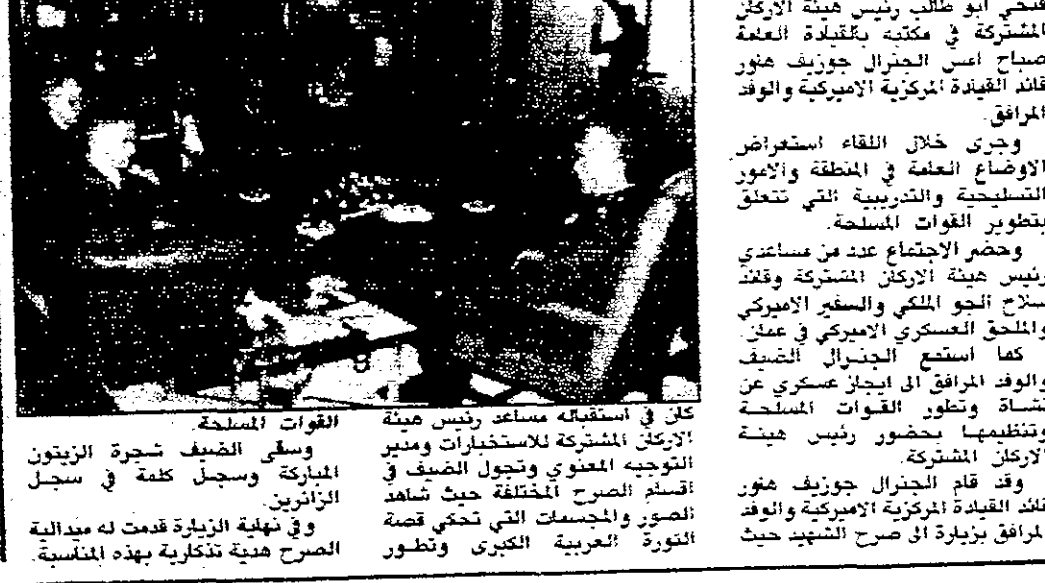 فتحي ابو طالب رئيس هيئة الاركان
المشتركة في مكتبه بالقيادة العامة
صباح امس الجنرال جوزيف هور
قائد القيادة المركزية الاميركية والوفد
المرافق.
وجرى خلال اللقاء استعراض
الاوضاع العامة في المنطقة والامور
التسليحية والتدريبية التي تتعلق
بتطوير القوات المسلحة.
وحضر الاجتماع عدد من مساعدي
رئيس هيئة الاركان المشتركة وقائد
سلاح الجو الملكي والسفير الاميركي
والملحق العسكري الاميركي في عمان.
كما استمع الجنرال الضيف
والوفد المرافق الى ايجاز عسكري عن
نشاة وتطور القوات المسلحة
وتنظيمها بحضور رئيس هيئة
الاركان المشتركة.
وقد قام الجنرال جوزيف هور
قائد القيادة المركزية الاميركية والوفد
المرافق بزيارة الى صرح الشهيد حيث
كان في استقباله مساعد رئيس هيئة
الاركان المشتركة للاستخبارات ومدير
التوجيه المعنوي وتجول الضيف في
اقسام الصرح المختلفة حيث شاهد
الصور والمجسمات التي تحكي قصة
الثورة العربية الكبرى وتطور
القوات المسلحة.
وسقى الضيف شجرة الزيتون
المباركة وسجل كلمة في سجل
الزائرين.
وفي نهاية الزيارة قدمت له ميدالية
الصرح هدية تذكارية بهذه المناسبة.